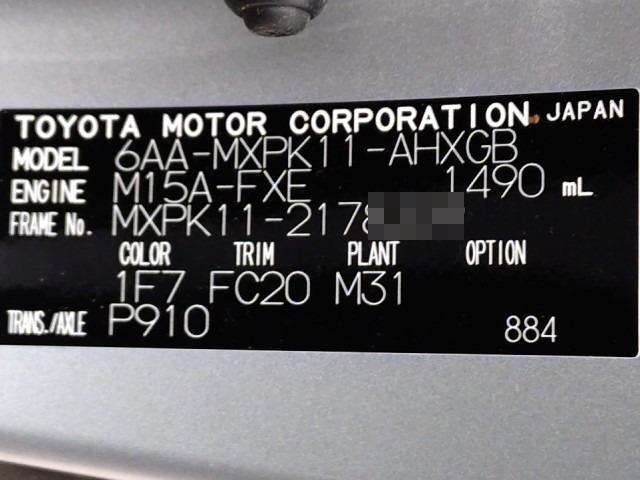 TOYOTA MOTOR CORPORATION JAPAN
MODEL 6AA-MXPK11-AHXGB
ENGINE M15A-FXE 1490 mL
FRAME No. MXPK11-2178
COLOR TRIM PLANT OPTION
1F7 FC20 M31
TRANS./AXLE P910
884